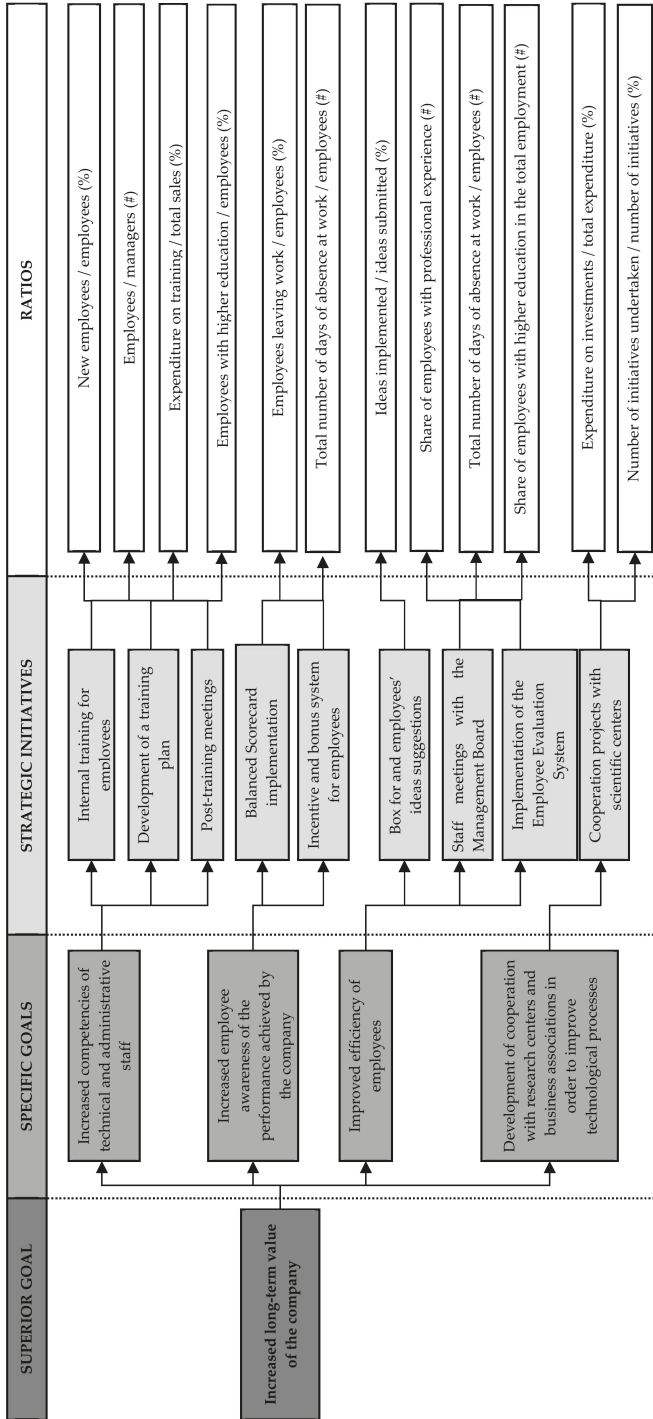 SUPERIOR GOAL
SPECIFIC GOALS
STRATEGIC INITIATIVES
RATIOS
Increased long-term value
of the company
Increased competencies of
technical and administrative
staff
Increased employee
awareness of the
performance achieved by
the company
Improved efficiency of
employees
Development of cooperation
with research centers and
business associations in
order to improve
technological processes
Internal training for
employees
Development of a training
plan
Post-training meetings
Balanced Scorecard
implementation
Incentive and bonus system
for employees
Box for and employees'
ideas suggestions
Staff meetings with the
Management Board
Implementation of the
Employee Evaluation
System
Cooperation projects with
scientific centers
New employees / employees (%)
Employees / managers (#)
Expenditure on training / total sales (%)
Employees with higher education / employees (%)
Employees leaving work / employees (%)
Total number of days of absence at work / employees (#)
Ideas implemented / ideas submitted (%)
Share of employees with professional experience (#)
Total number of days of absence at work / employees (#)
Share of employees with higher education in the total employment (#)
Expenditure on investments / total expenditure (%)
Number of initiatives undertaken / number of initiatives (%)